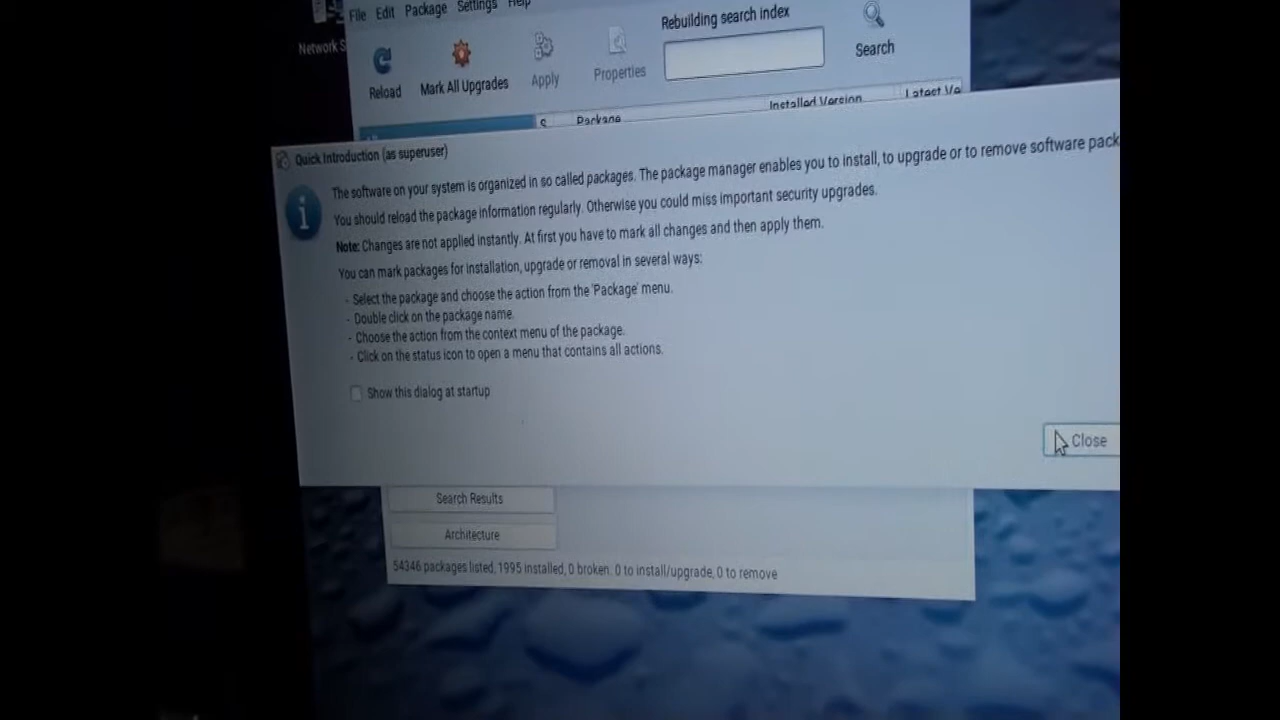 File Edit Package Settings Help
Rebuilding search index
Network
Reload Mark All Upgrades Apply Properties Search
S Package Installed Version Latest Ve
Quick Introduction (as superuser)
The software on your system is organized in so called packages. The package manager enables you to install, to upgrade or to remove software pack
You should reload the package information regularly. Otherwise you could miss important security upgrades.
Note: Changes are not applied instantly. At first you have to mark all changes and then apply them.
You can mark packages for installation, upgrade or removal in several ways:
- Select the package and choose the action from the 'Package' menu.
- Double click on the package name.
- Choose the action from the context menu of the package.
- Click on the status icon to open a menu that contains all actions.
Show this dialog at startup
Close
Search Results
Architecture
54346 packages listed, 1995 installed, 0 broken. 0 to install/upgrade, 0 to remove